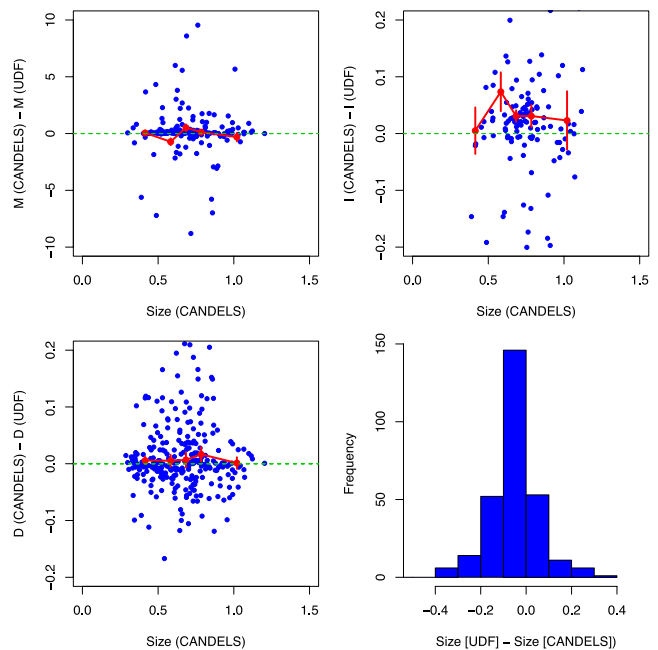 M (CANDELS) − M (UDF)
10
5
0
−5
−10
0.0 0.5 1.0 1.5
Size (CANDELS)
I (CANDELS) − I (UDF)
0.2
0.1
0.0
−0.1
−0.2
0.0 0.5 1.0 1.5
Size (CANDELS)
D (CANDELS) − D (UDF)
0.2
0.1
0.0
−0.1
−0.2
0.0 0.5 1.0 1.5
Size (CANDELS)
Frequency
150
100
50
0
−0.4 −0.2 0.0 0.2 0.4
Size [UDF] − Size [CANDELS])